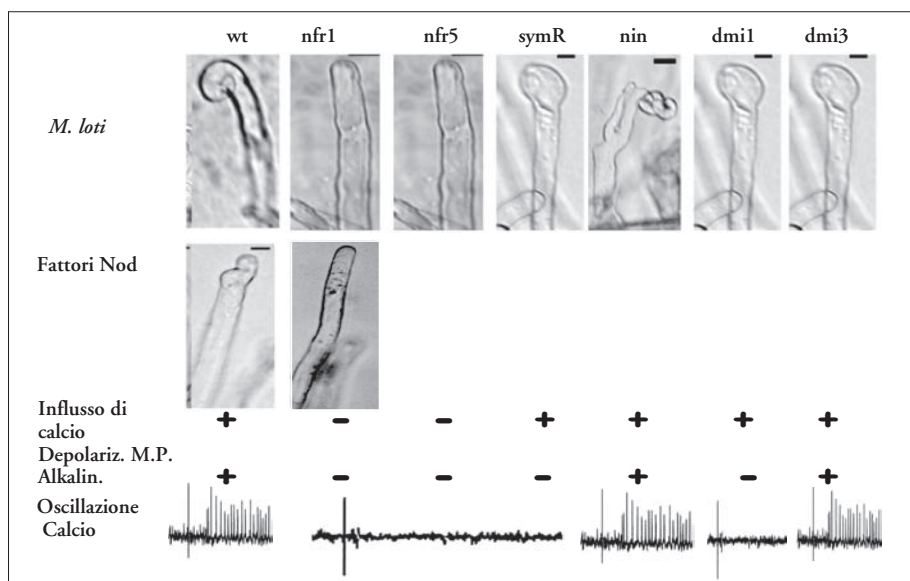 wt nfr1 nfr5 symR nin dmi1 dmi3
M. loti
Fattori Nod
Influsso di
calcio
+ − − + + + +
Depolariz. M.P.
Alkalin.
+ − − − + − +
Oscillazione
Calcio